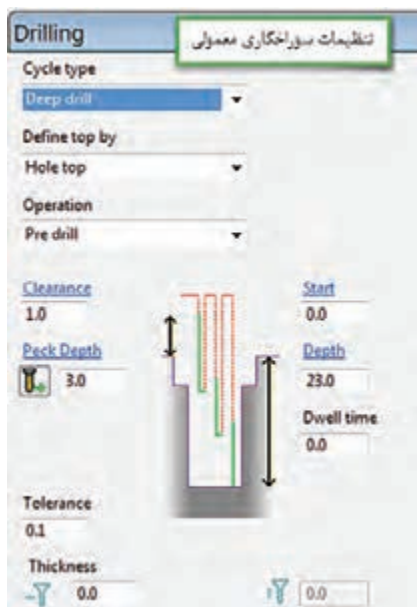 Drilling
تنظیمات سوراخکاری معمولی
Cycle type
Deep drill
Define top by
Hole top
Operation
Pre drill
Clearance
1.0
Start
0.0
Peck Depth
3.0
Depth
23.0
Dwell time
0.0
Tolerance
0.1
Thickness
0.0
0.0